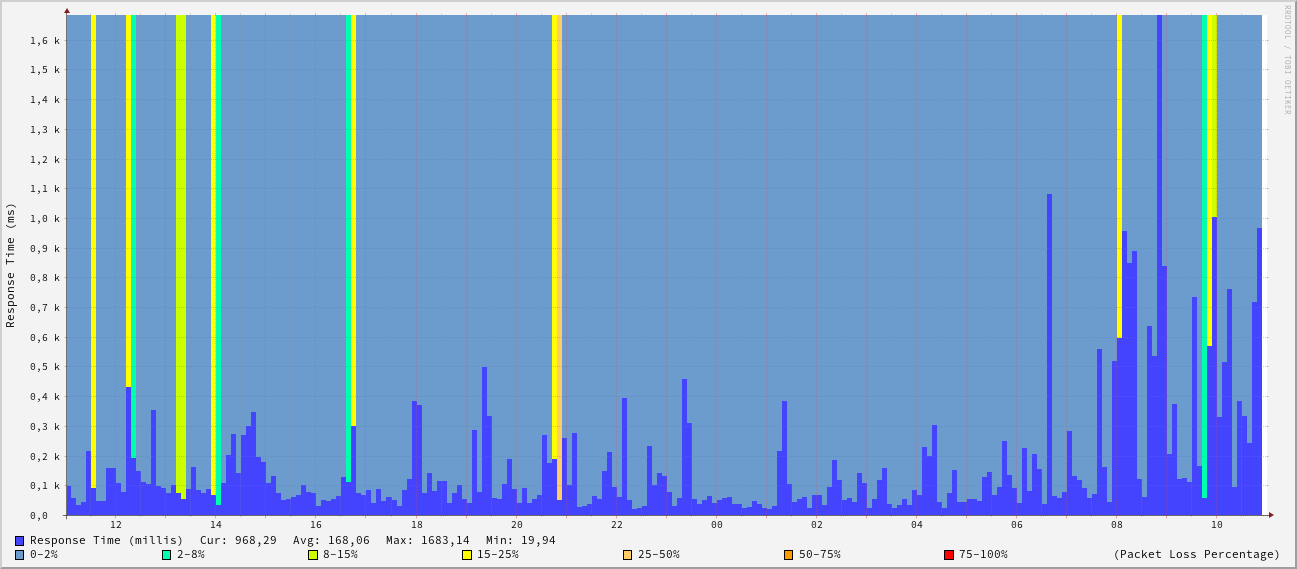 RRDTOOL / TOBI OETIKER
Response Time (ms)
1,6 k
1,5 k
1,4 k
1,3 k
1,2 k
1,1 k
1,0 k
0,9 k
0,8 k
0,7 k
0,6 k
0,5 k
0,4 k
0,3 k
0,2 k
0,1 k
0,0
12 14 16 18 20 22 00 02 04 06 08 10
Response Time (millis) Cur: 968,29 Avg: 168,06 Max: 1683,14 Min: 19,94
0-2% 2-8% 8-15% 15-25% 25-50% 50-75% 75-100% (Packet Loss Percentage)